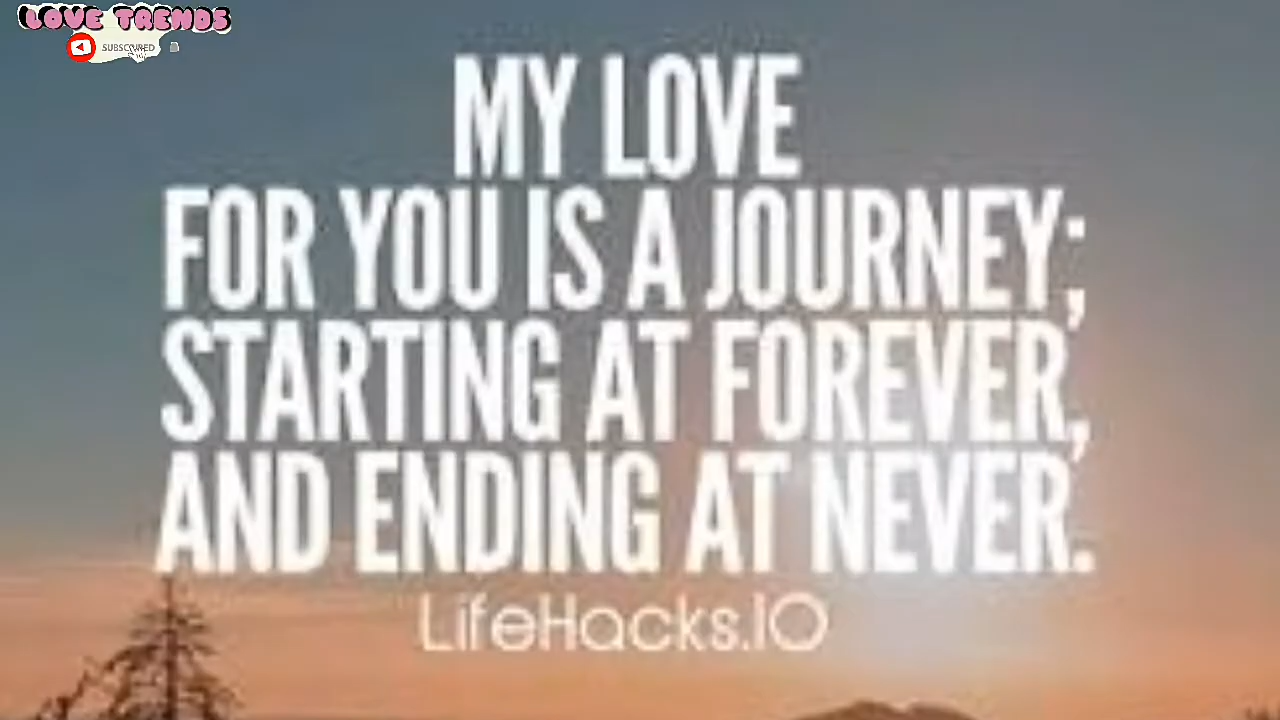 LOVE TRENDS
SUBSCRIBED
MY LOVE
FOR YOU IS A JOURNEY;
STARTING AT FOREVER,
AND ENDING AT NEVER.
LifeHacks.IO